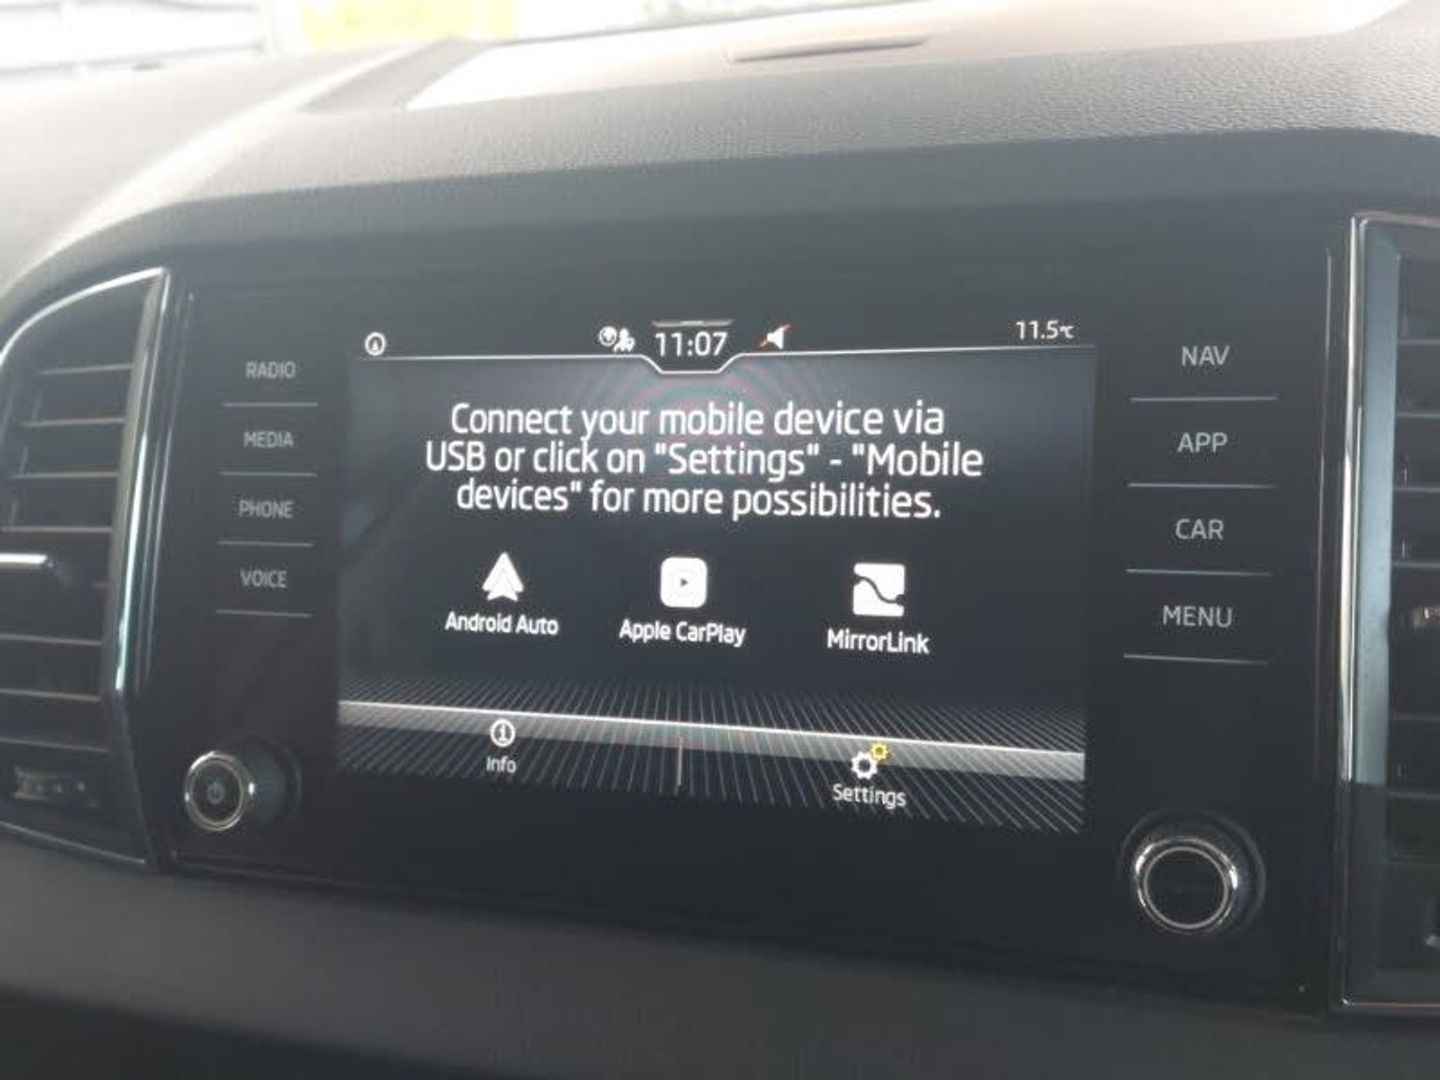 11:07
11.5°C
RADIO
MEDIA
PHONE
VOICE
Connect your mobile device via
USB or click on "Settings" - "Mobile
devices" for more possibilities.
Android Auto
Apple CarPlay
MirrorLink
Info
Settings
NAV
APP
CAR
MENU